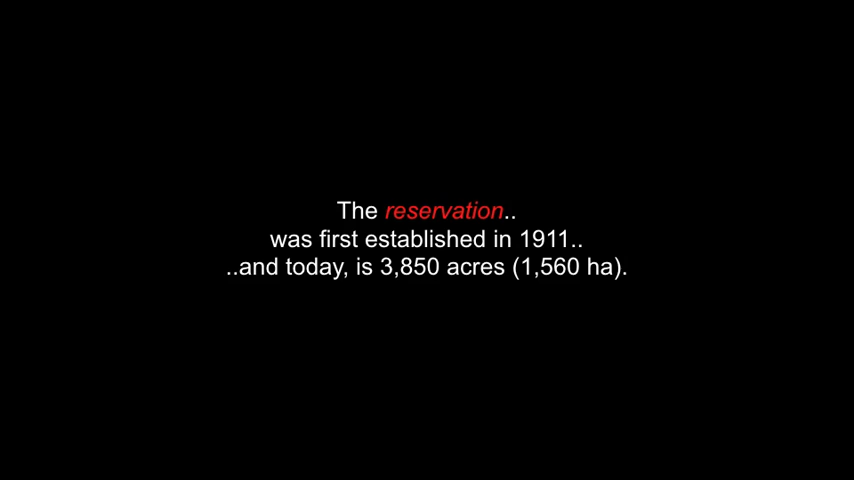 The reservation..
was first established in 1911..
..and today, is 3,850 acres (1,560 ha).